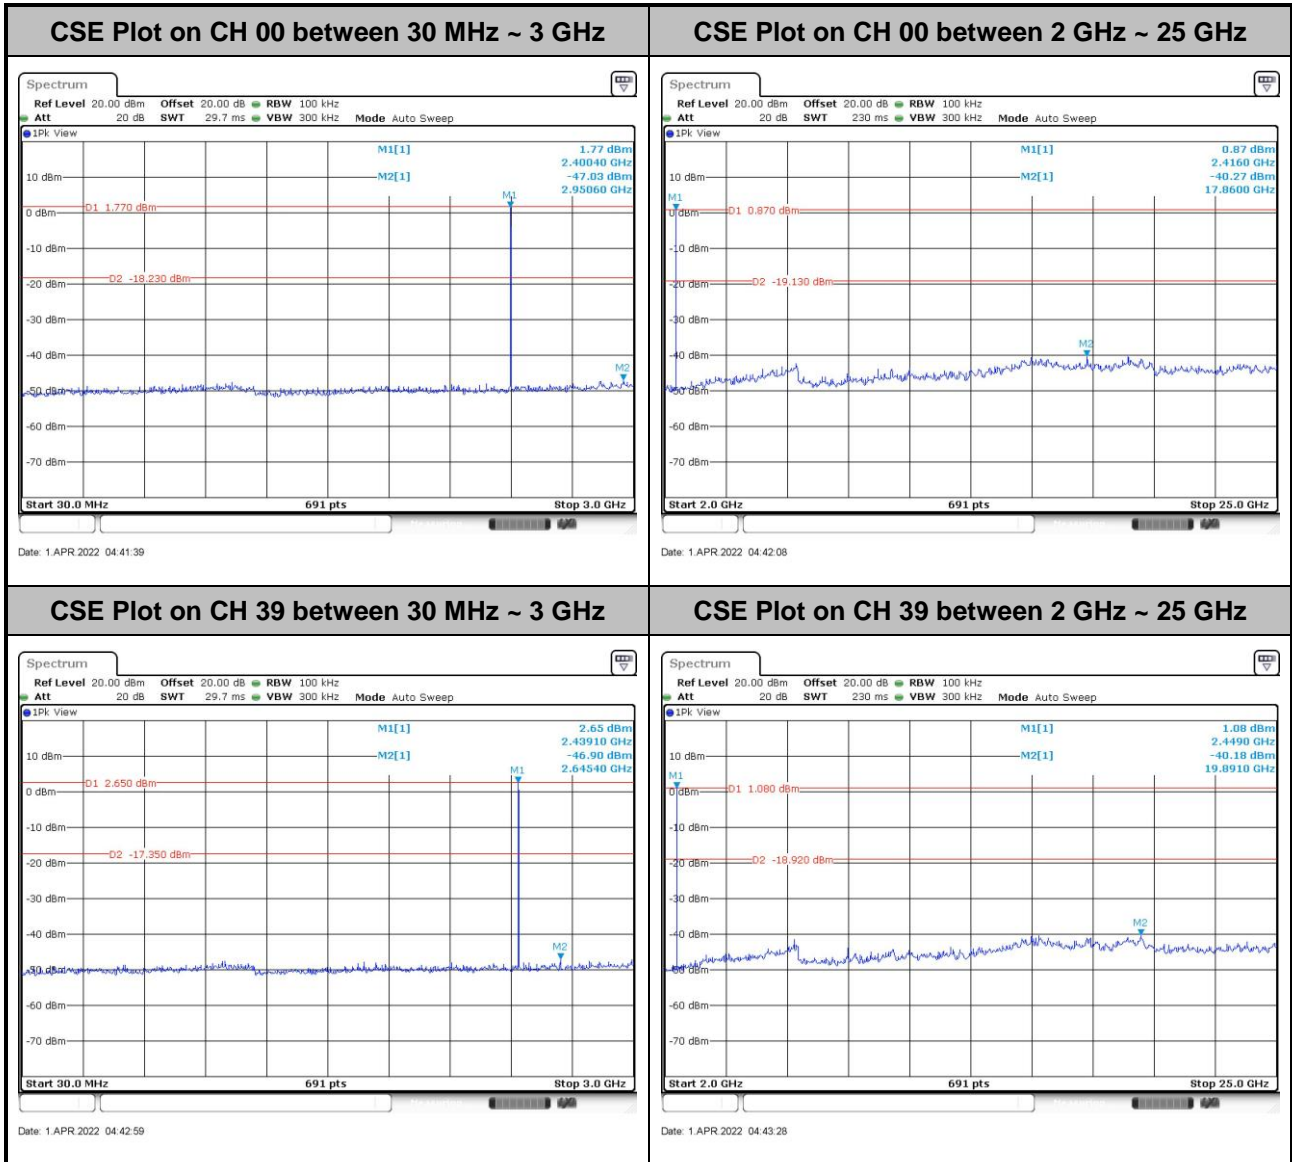 CSE Plot on CH 00 between 30 MHz ~ 3 GHz
Spectrum
Ref Level 20.00 dBm Offset 20.00 dB RBW 100 kHz
Att 20 dB SWT 29.7 ms VBW 300 kHz Mode Auto Sweep
1Pk View
M1[1] 1.77 dBm
2.40040 GHz
10 dBm M2[1] -47.03 dBm
2.95060 GHz
M1
D1 1.770 dBm
0 dBm
-10 dBm
D2 -18.230 dBm
-20 dBm
-30 dBm
-40 dBm
M2
-50 dBm
-60 dBm
-70 dBm
Start 30.0 MHz 691 pts Stop 3.0 GHz
Date: 1.APR.2022 04:41:39
CSE Plot on CH 00 between 2 GHz ~ 25 GHz
Spectrum
Ref Level 20.00 dBm Offset 20.00 dB RBW 100 kHz
Att 20 dB SWT 230 ms VBW 300 kHz Mode Auto Sweep
1Pk View
M1[1] 0.87 dBm
2.4160 GHz
10 dBm M2[1] -40.27 dBm
17.8600 GHz
M1
0 dBm D1 0.870 dBm
-10 dBm
-20 dBm D2 -19.130 dBm
-30 dBm
M2
-40 dBm
-50 dBm
-60 dBm
-70 dBm
Start 2.0 GHz 691 pts Stop 25.0 GHz
Date: 1.APR.2022 04:42:08
CSE Plot on CH 39 between 30 MHz ~ 3 GHz
Spectrum
Ref Level 20.00 dBm Offset 20.00 dB RBW 100 kHz
Att 20 dB SWT 29.7 ms VBW 300 kHz Mode Auto Sweep
1Pk View
M1[1] 2.65 dBm
2.43910 GHz
10 dBm M2[1] -46.90 dBm
2.64540 GHz
M1
D1 2.650 dBm
0 dBm
-10 dBm
D2 -17.350 dBm
-20 dBm
-30 dBm
-40 dBm
M2
-50 dBm
-60 dBm
-70 dBm
Start 30.0 MHz 691 pts Stop 3.0 GHz
Date: 1.APR.2022 04:42:59
CSE Plot on CH 39 between 2 GHz ~ 25 GHz
Spectrum
Ref Level 20.00 dBm Offset 20.00 dB RBW 100 kHz
Att 20 dB SWT 230 ms VBW 300 kHz Mode Auto Sweep
1Pk View
M1[1] 1.08 dBm
2.4490 GHz
10 dBm M2[1] -40.18 dBm
19.8910 GHz
M1
0 dBm D1 1.080 dBm
-10 dBm
-20 dBm D2 -18.920 dBm
-30 dBm
M2
-40 dBm
-50 dBm
-60 dBm
-70 dBm
Start 2.0 GHz 691 pts Stop 25.0 GHz
Date: 1.APR.2022 04:43:28